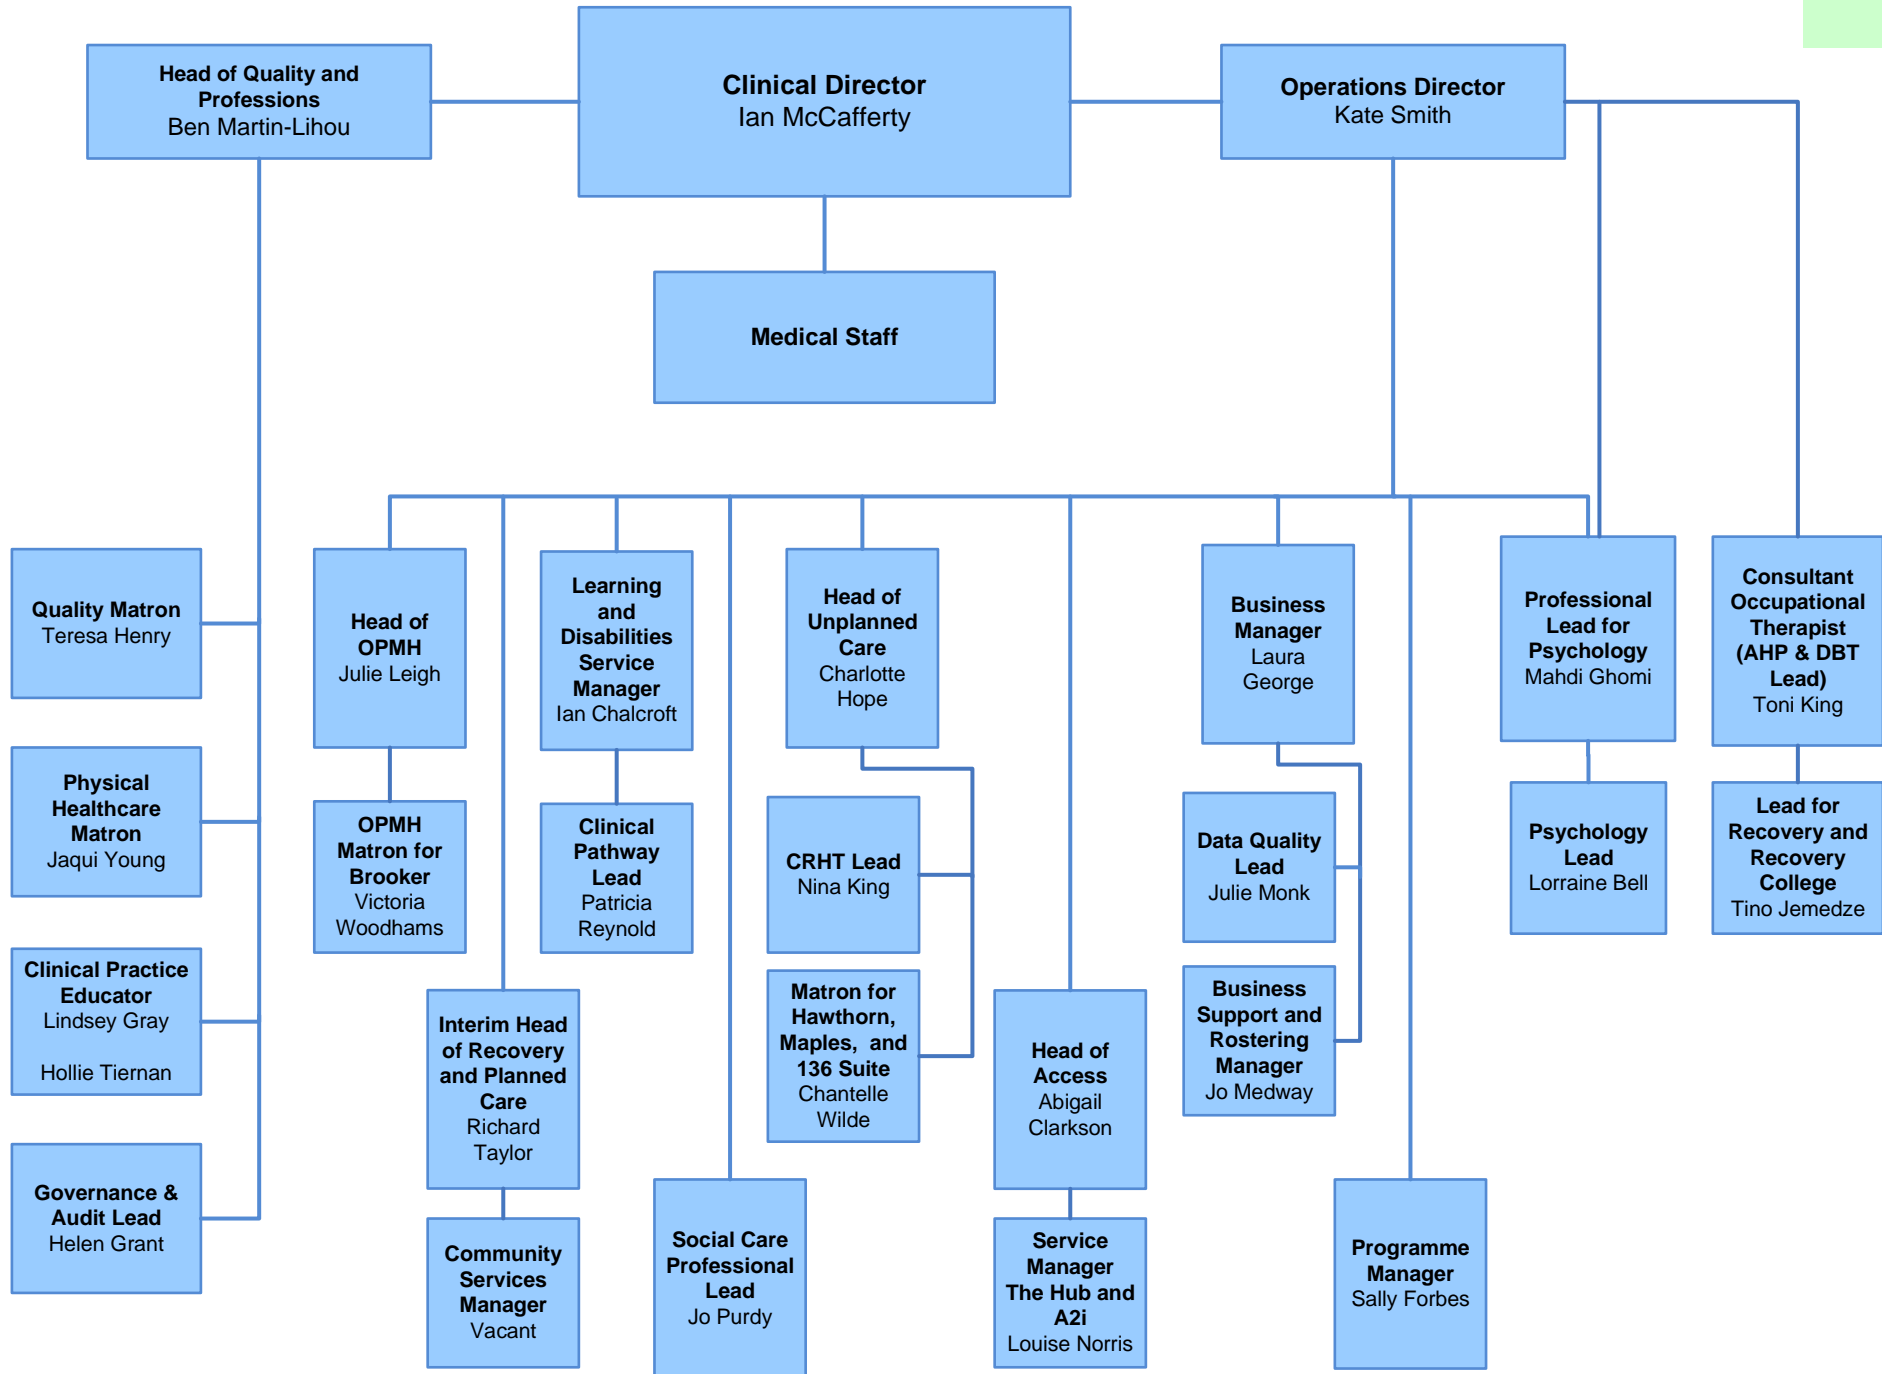 Head of Quality and
Professions
Ben Martin-Lihou
Clinical Director
Ian McCafferty
Operations Director
Kate Smith
Medical Staff
Quality Matron
Teresa Henry
Physical
Healthcare
Matron
Jaqui Young
Clinical Practice
Educator
Lindsey Gray
Hollie Tiernan
Governance &
Audit Lead
Helen Grant
Head of
OPMH
Julie Leigh
OPMH
Matron for
Brooker
Victoria
Woodhams
Interim Head
of Recovery
and Planned
Care
Richard
Taylor
Community
Services
Manager
Vacant
Learning
and
Disabilities
Service
Manager
Ian Chalcroft
Clinical
Pathway
Lead
Patricia
Reynold
Social Care
Professional
Lead
Jo Purdy
Head of
Unplanned
Care
Charlotte
Hope
CRHT Lead
Nina King
Matron for
Hawthorn,
Maples, and
136 Suite
Chantelle
Wilde
Head of
Access
Abigail
Clarkson
Service
Manager
The Hub and
A2i
Louise Norris
Business
Manager
Laura
George
Data Quality
Lead
Julie Monk
Business
Support and
Rostering
Manager
Jo Medway
Programme
Manager
Sally Forbes
Professional
Lead for
Psychology
Mahdi Ghomi
Psychology
Lead
Lorraine Bell
Consultant
Occupational
Therapist
(AHP & DBT
Lead)
Toni King
Lead for
Recovery and
Recovery
College
Tino Jemedze